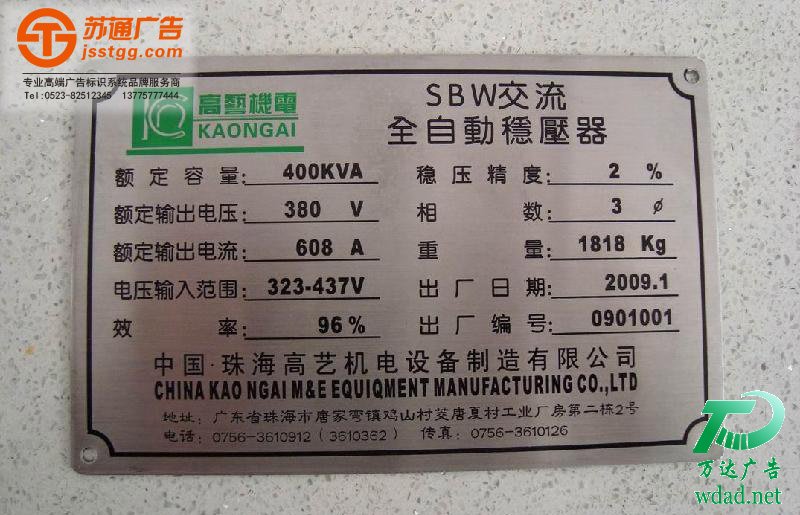 苏通广告
jsstgg.com
专业高端广告标识系统品牌服务商
Tel:0523-82512345 13775777444
高藝機電
KAONGAI
SBW交流
全自動穩壓器
额定容量: 400KVA 稳压精度: 2 %
额定输出电压: 380 V 相数: 3 ø
额定输出电流: 608 A 重量: 1818 Kg
电压输入范围: 323-437V 出厂日期: 2009.1
效率: 96% 出厂编号: 0901001
中国·珠海高艺机电设备制造有限公司
CHINA KAO NGAI M&E EQUIQMENT MANUFACTURING CO.,LTD
地址: 广东省珠海市唐家弯镇鸡山村英唐夏村工业厂房第二栋2号
电话: 0756-3610912 (3610362) 传真: 0756-3610126
万达广告
wdad.net